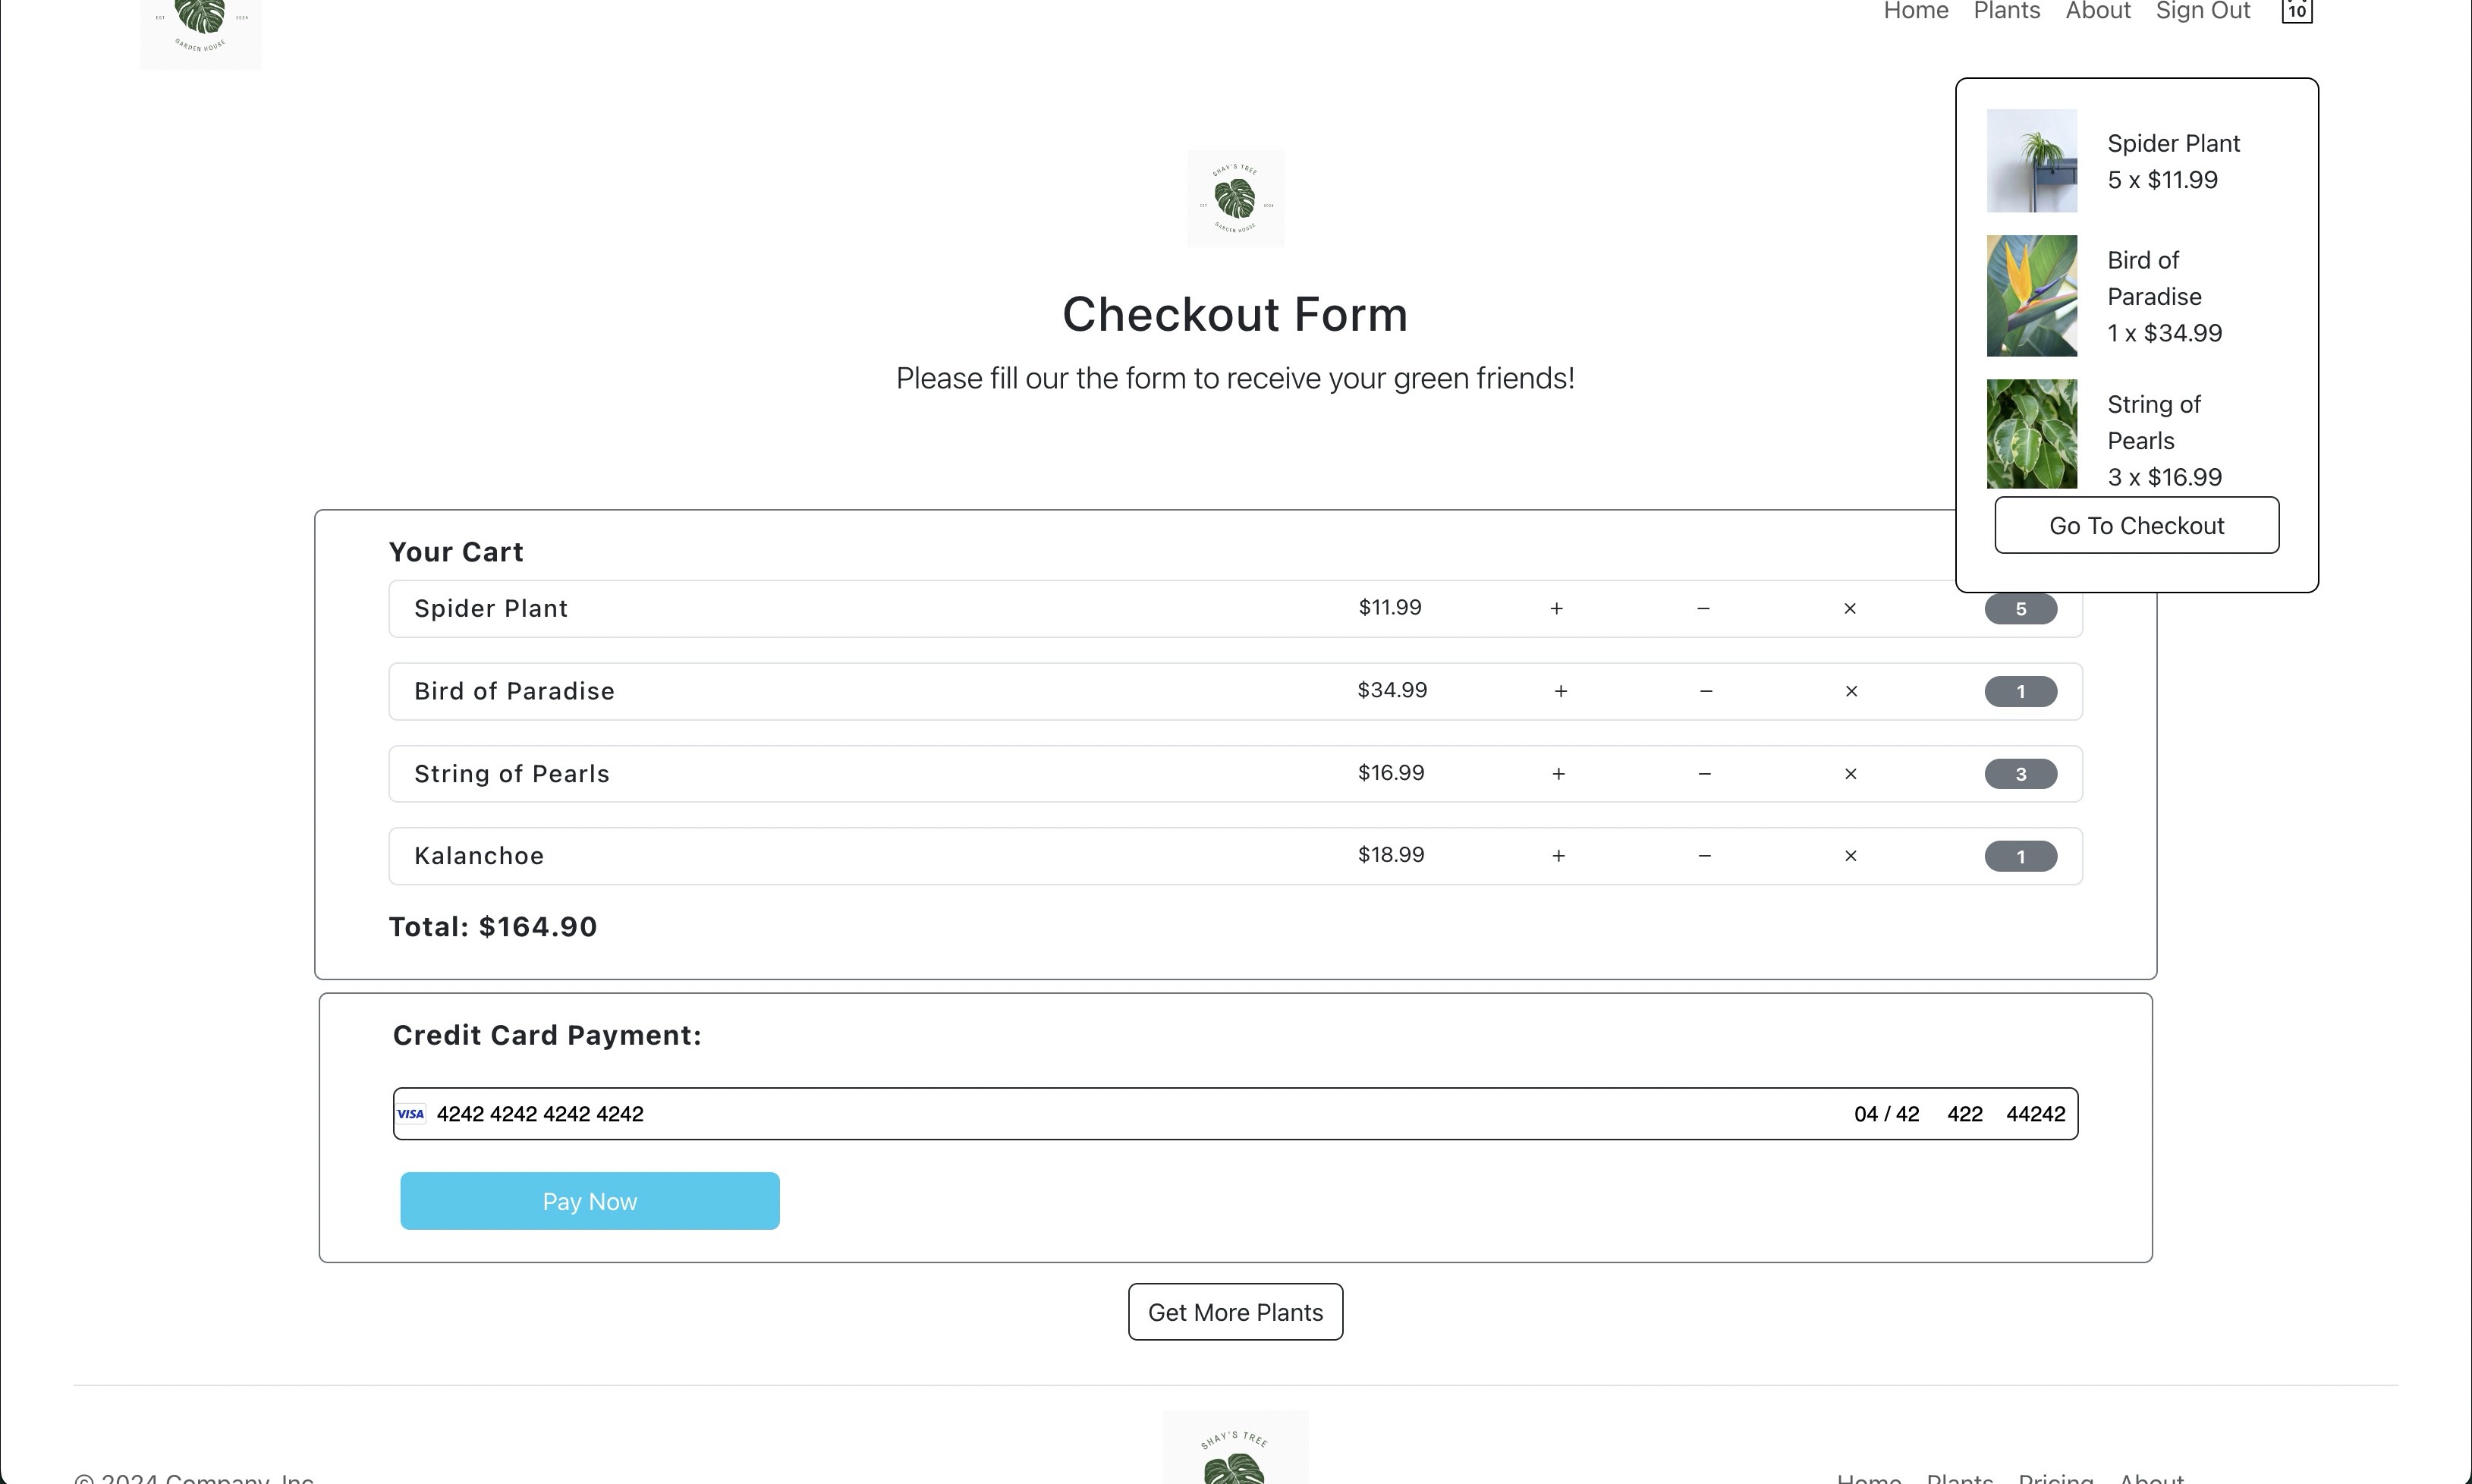 EST 2024
GARDEN HOUSE
Home Plants About Sign Out 10
Spider Plant
5 x $11.99
Bird of
Paradise
1 x $34.99
String of
Pearls
3 x $16.99
Go To Checkout
SHAY'S TREE
EST 2024
GARDEN HOUSE
Checkout Form
Please fill our the form to receive your green friends!
Your Cart
Spider Plant $11.99 + − × 5
Bird of Paradise $34.99 + − × 1
String of Pearls $16.99 + − × 3
Kalanchoe $18.99 + − × 1
Total: $164.90
Credit Card Payment:
VISA 4242 4242 4242 4242 04 / 42 422 44242
Pay Now
Get More Plants
SHAY'S TREE
© 2024 Company, Inc
Home Plants Pricing About